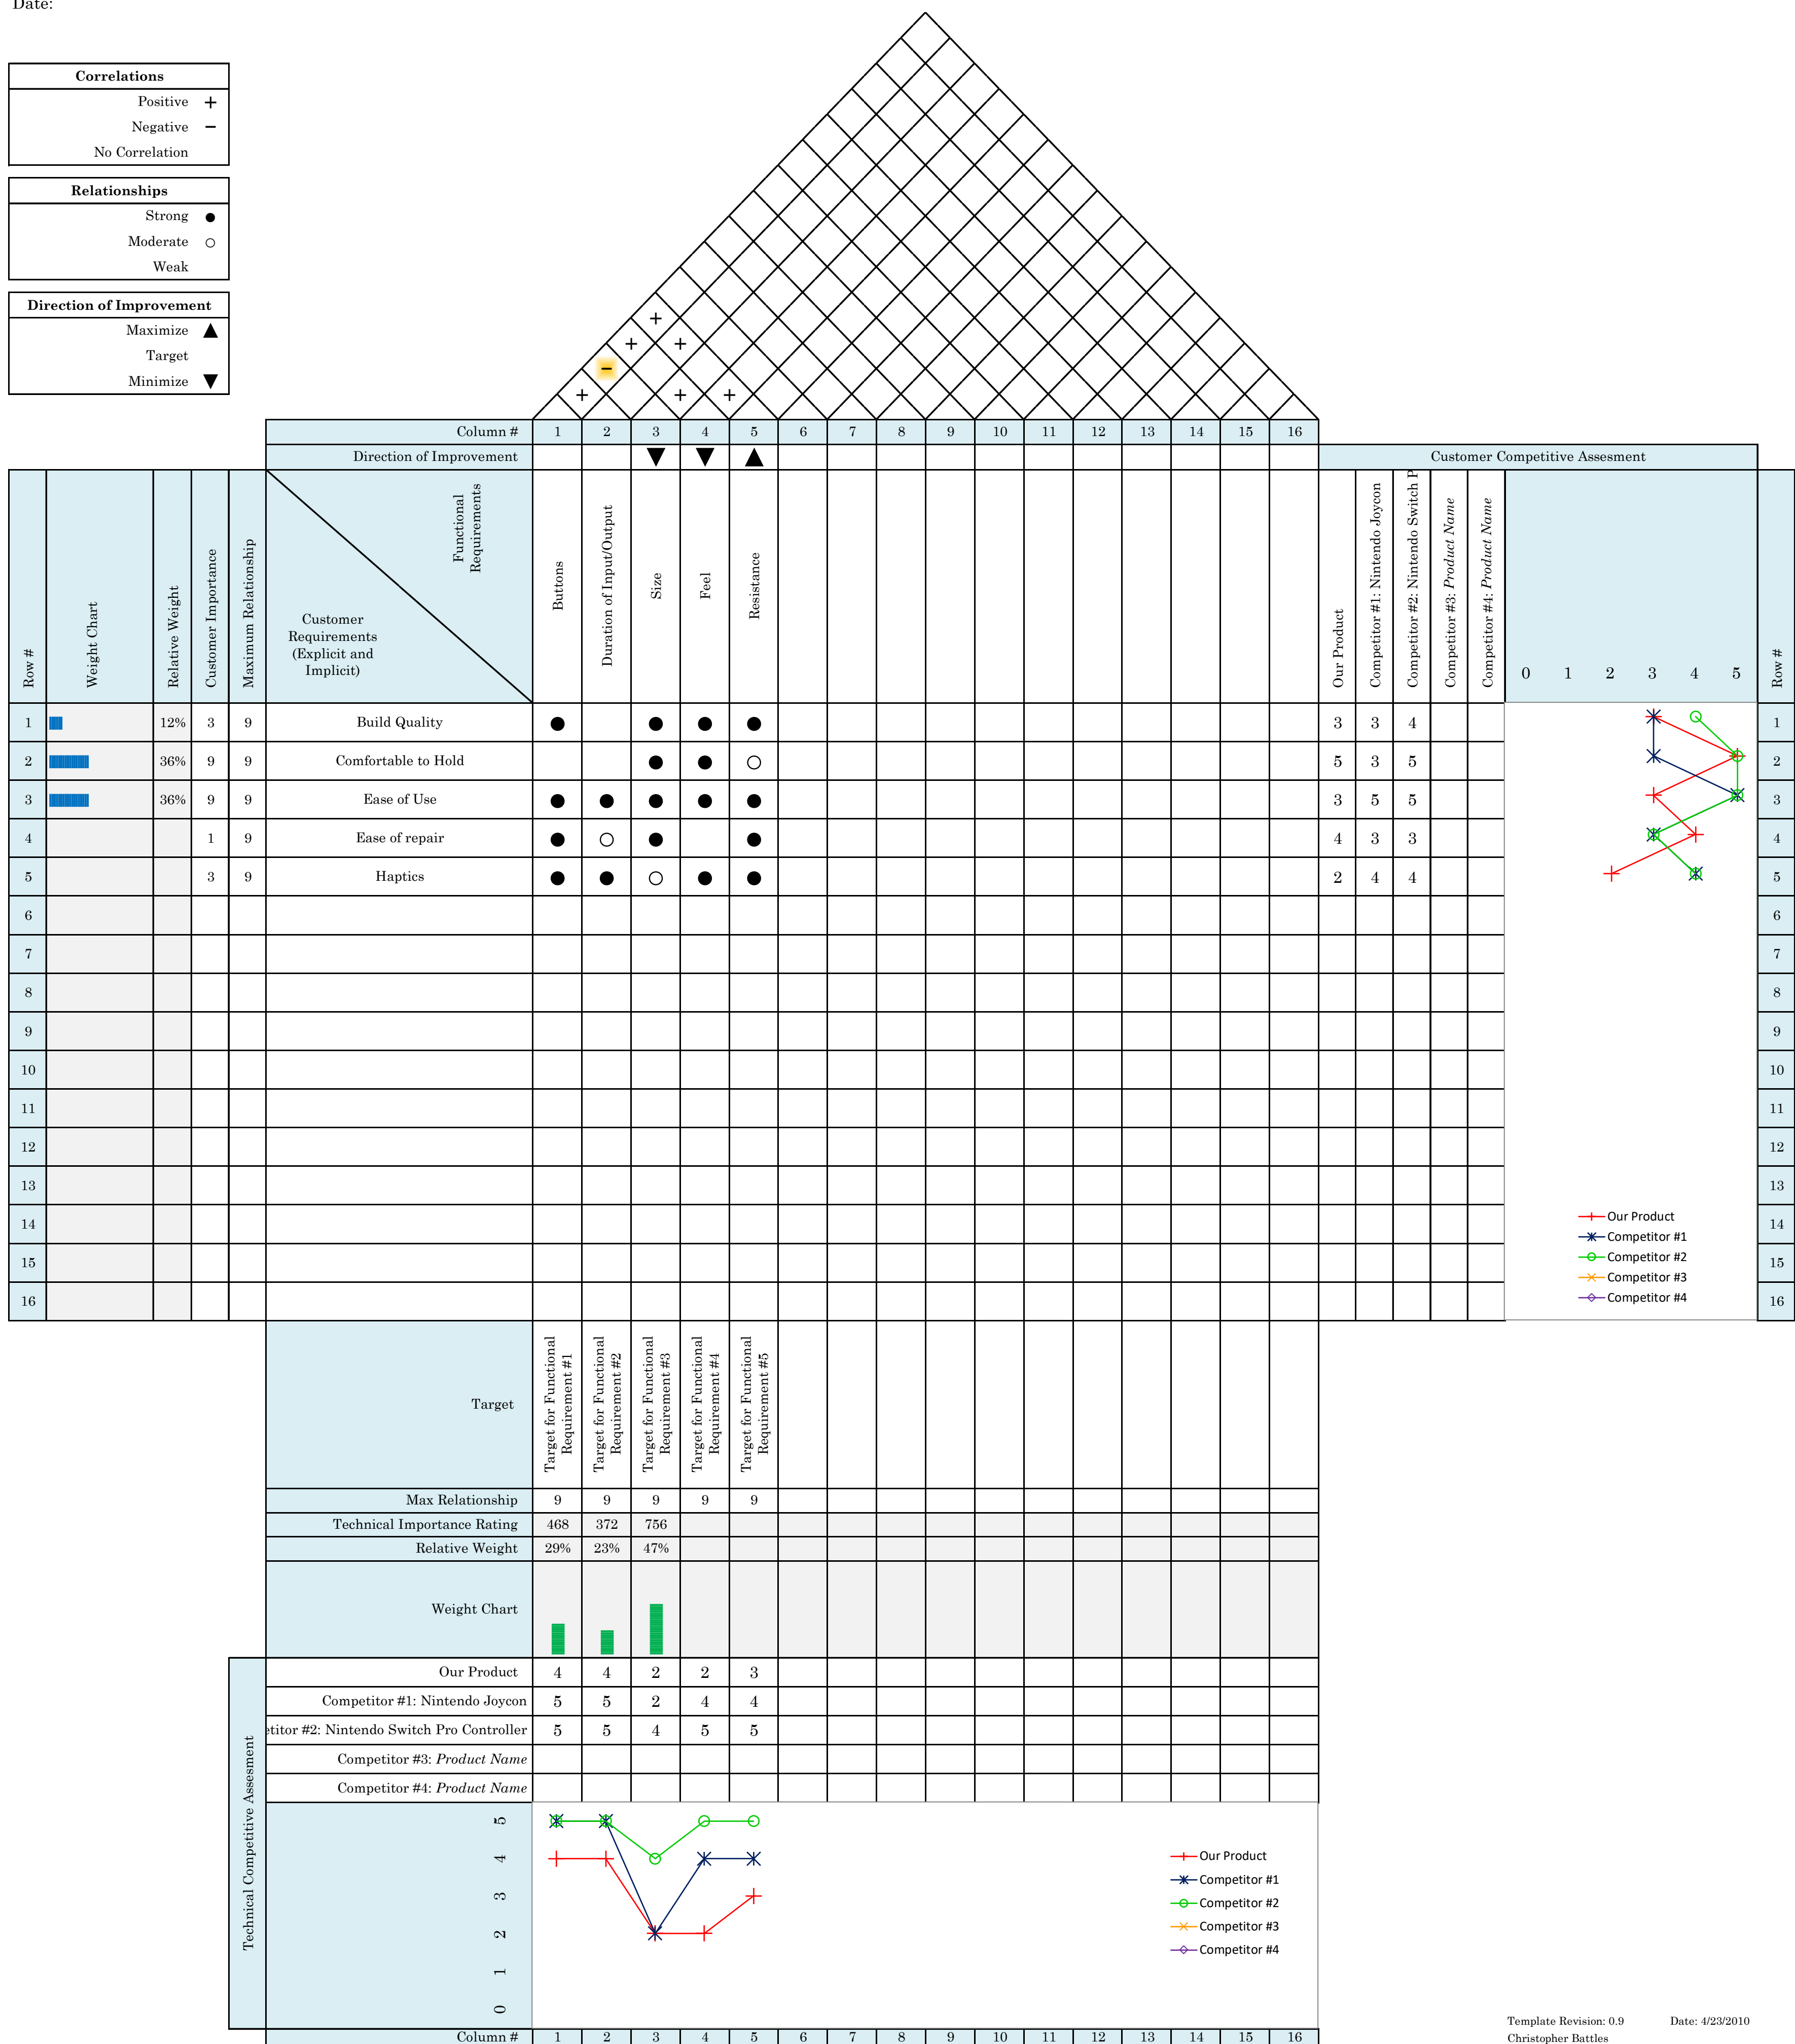 Date:
Correlations
Positive +
Negative −
No Correlation
Relationships
Strong ●
Moderate ○
Weak
Direction of Improvement
Maximize ▲
Target
Minimize ▼
+
+ +
−
+ + +
Column # 1 2 3 4 5 6 7 8 9 10 11 12 13 14 15 16
Direction of Improvement ▼ ▼ ▲ Customer Competitive Assesment
Row #
Weight Chart
Relative Weight
Customer Importance
Maximum Relationship
Functional
Requirements
Customer
Requirements
(Explicit and
Implicit)
Buttons
Duration of Input/Output
Size
Feel
Resistance
Our Product
Competitor #1: Nintendo Joycon
Competitor #2: Nintendo Switch P
Competitor #3: Product Name
Competitor #4: Product Name
0 1 2 3 4 5
Row #
1 12% 3 9 Build Quality ● ● ● ● 3 3 4 1
2 36% 9 9 Comfortable to Hold ● ● ○ 5 3 5 2
3 36% 9 9 Ease of Use ● ● ● ● ● 3 5 5 3
4 1 9 Ease of repair ● ○ ● ● 4 3 3 4
5 3 9 Haptics ● ● ○ ● ● 2 4 4 5
6 6
7 7
8 8
9 9
10 10
11 11
12 12
13 13
14 14
15 15
16 16
Our Product
Competitor #1
Competitor #2
Competitor #3
Competitor #4
Target
Target for Functional
Requirement #1
Target for Functional
Requirement #2
Target for Functional
Requirement #3
Target for Functional
Requirement #4
Target for Functional
Requirement #5
Max Relationship 9 9 9 9 9
Technical Importance Rating 468 372 756
Relative Weight 29% 23% 47%
Weight Chart
Technical Competitive Assesment
Our Product 4 4 2 2 3
Competitor #1: Nintendo Joycon 5 5 2 4 4
etitor #2: Nintendo Switch Pro Controller 5 5 4 5 5
Competitor #3: Product Name
Competitor #4: Product Name
5
4
3
2
1
0
Our Product
Competitor #1
Competitor #2
Competitor #3
Competitor #4
Column # 1 2 3 4 5 6 7 8 9 10 11 12 13 14 15 16
Template Revision: 0.9 Date: 4/23/2010
Christopher Battles